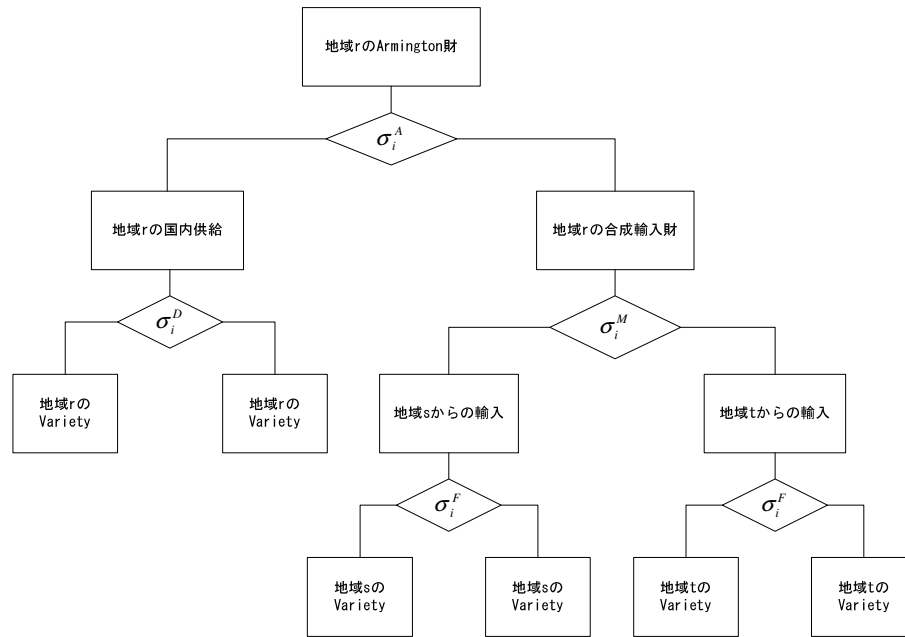 地域rのArmington財
σ_i^A
地域rの国内供給
地域rの合成輸入財
σ_i^D
σ_i^M
地域rの
Variety
地域rの
Variety
地域sからの輸入
地域tからの輸入
σ_i^F
σ_i^F
地域sの
Variety
地域sの
Variety
地域tの
Variety
地域tの
Variety